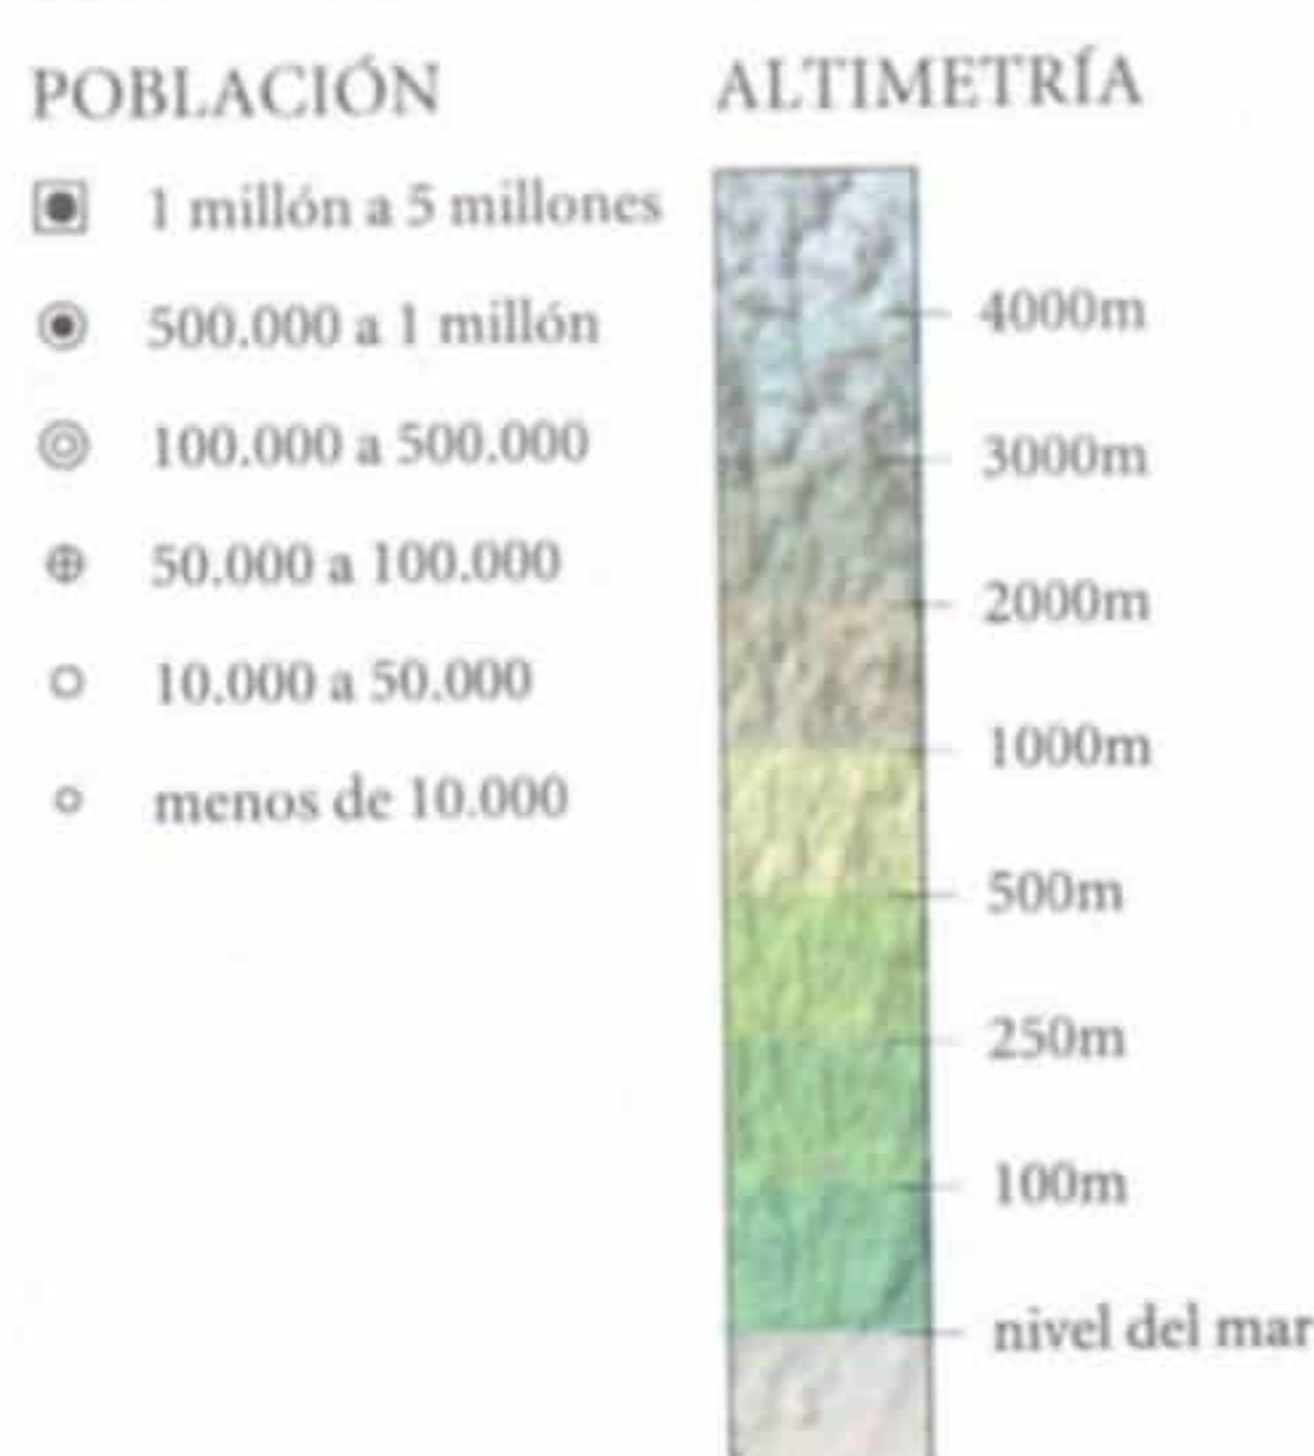 POBLACIÓN
1 millón a 5 millones
500.000 a 1 millón
100.000 a 500.000
50.000 a 100.000
10.000 a 50.000
menos de 10.000
ALTIMETRÍA
4000m
3000m
2000m
1000m
500m
250m
100m
nivel del mar